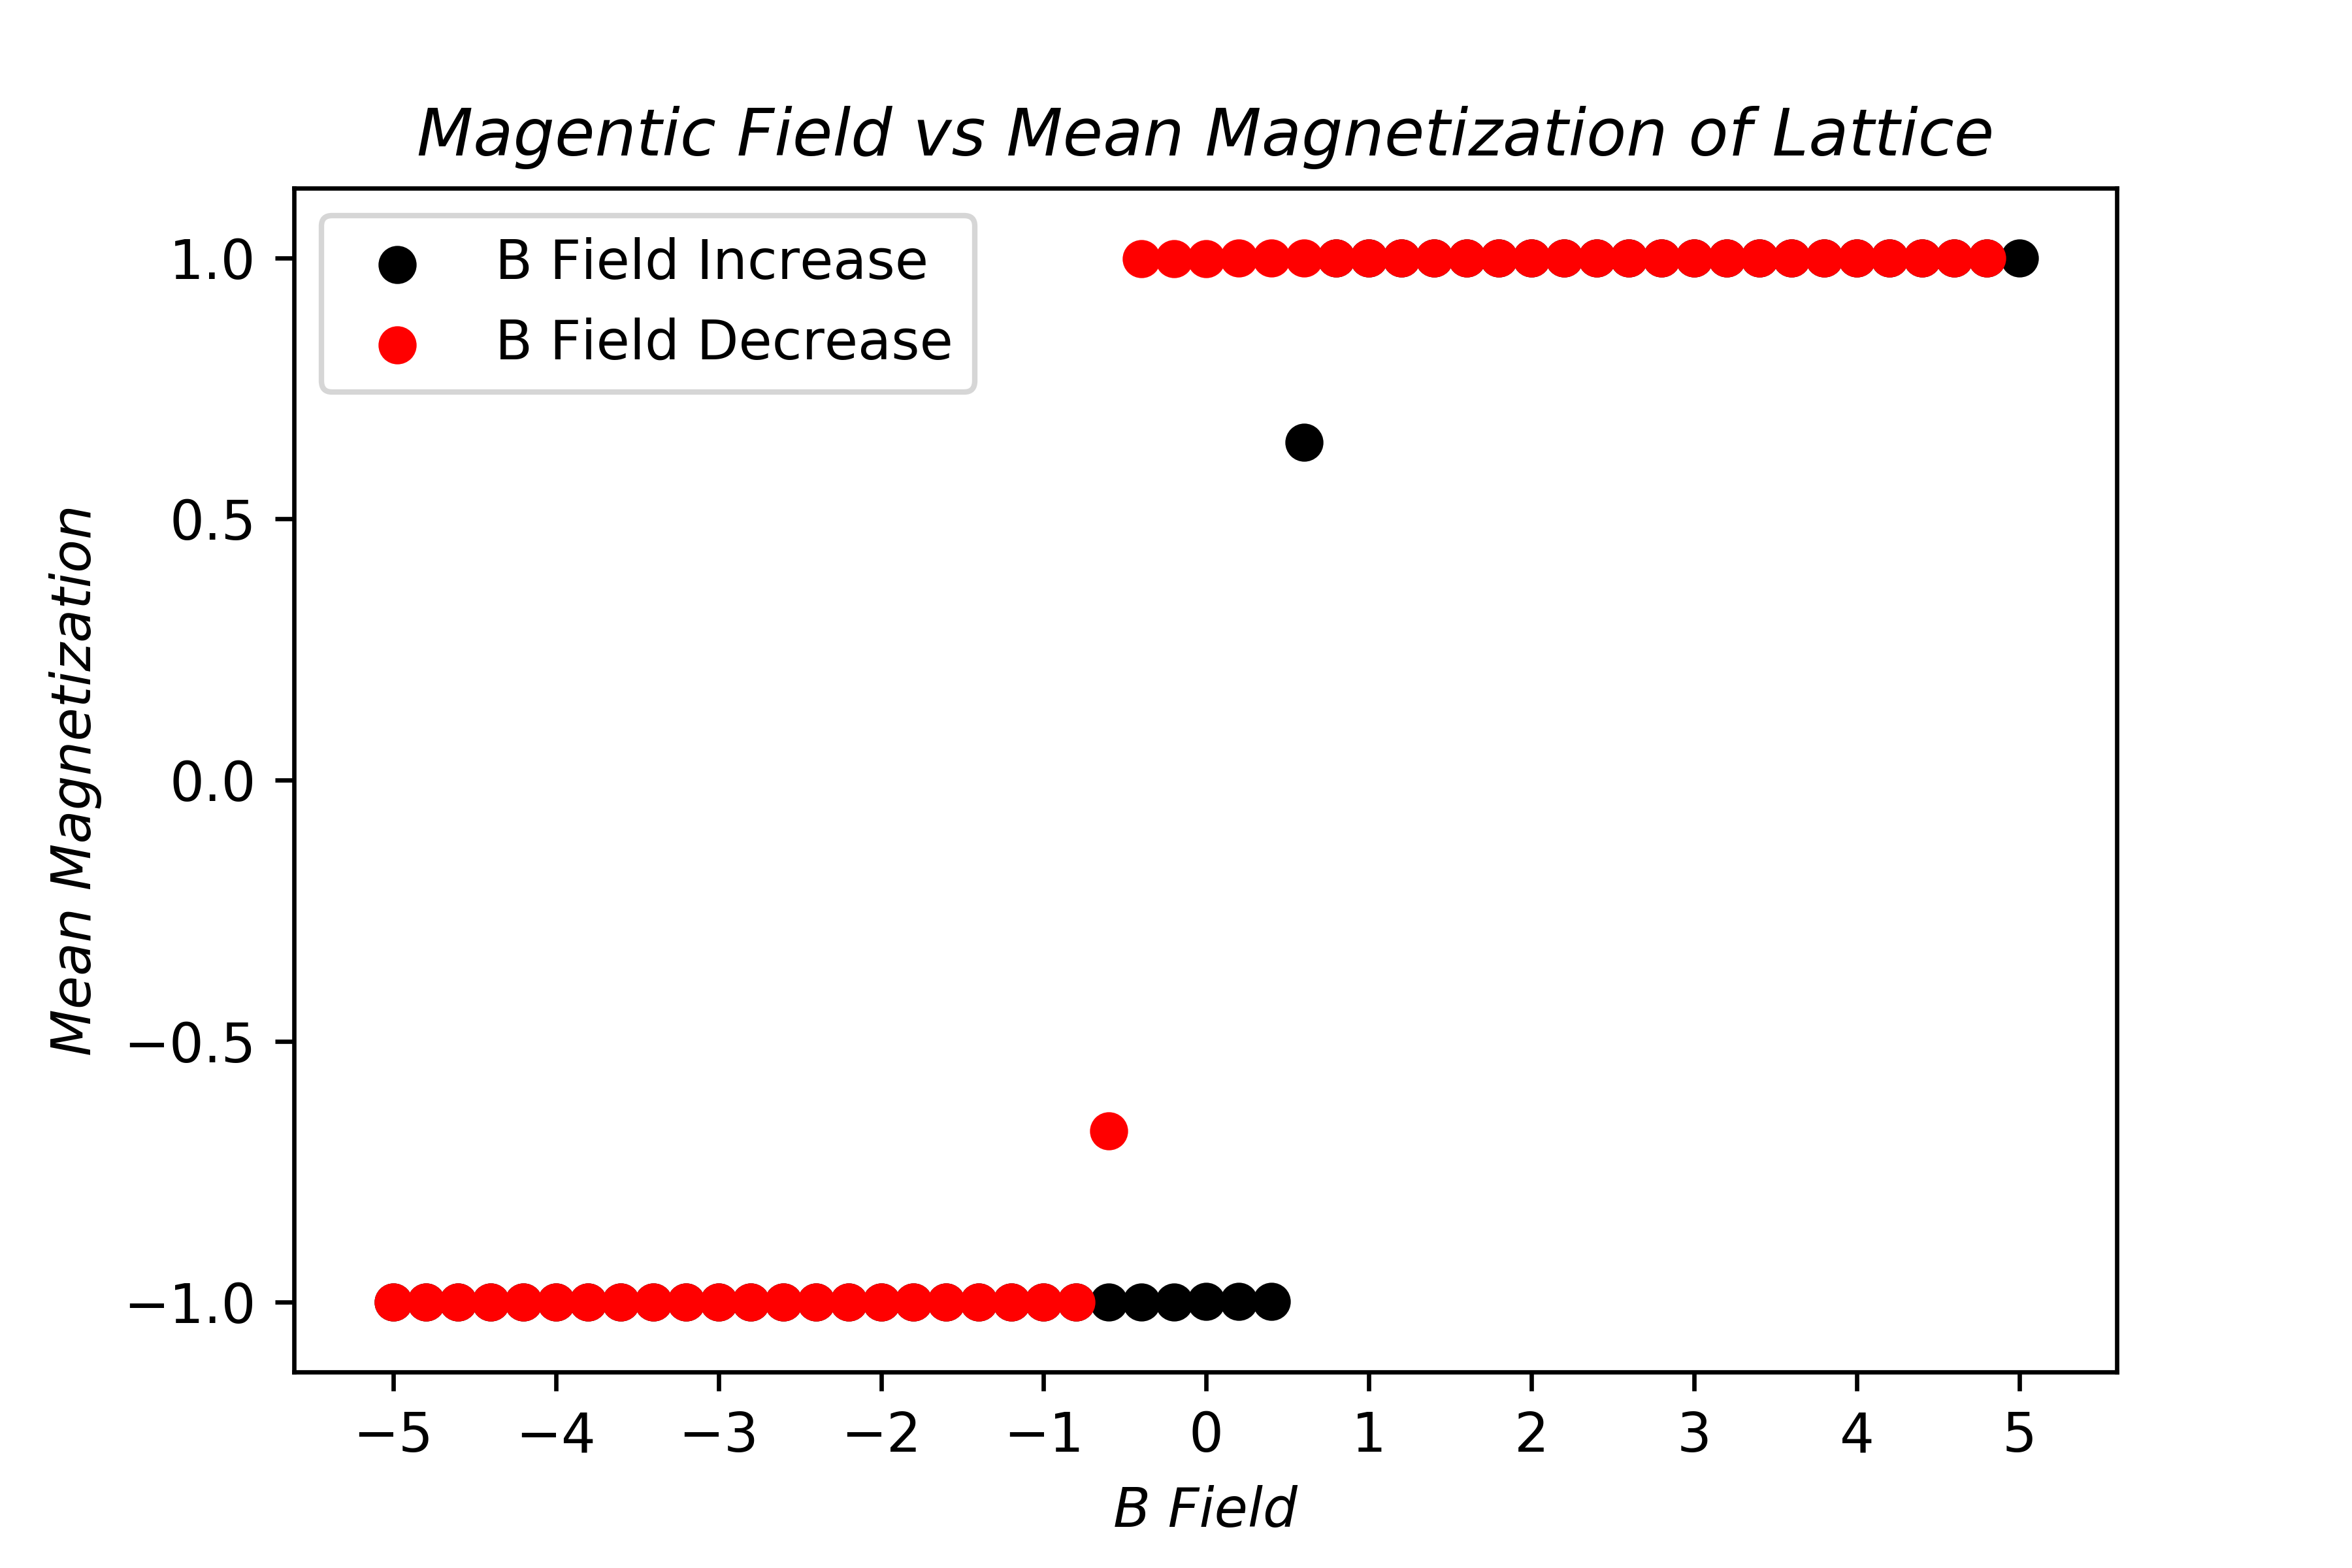 Magentic Field vs Mean Magnetization of Lattice
B Field Increase
B Field Decrease
Mean Magnetization
1.0
0.5
0.0
−0.5
−1.0
−5 −4 −3 −2 −1 0 1 2 3 4 5
B Field